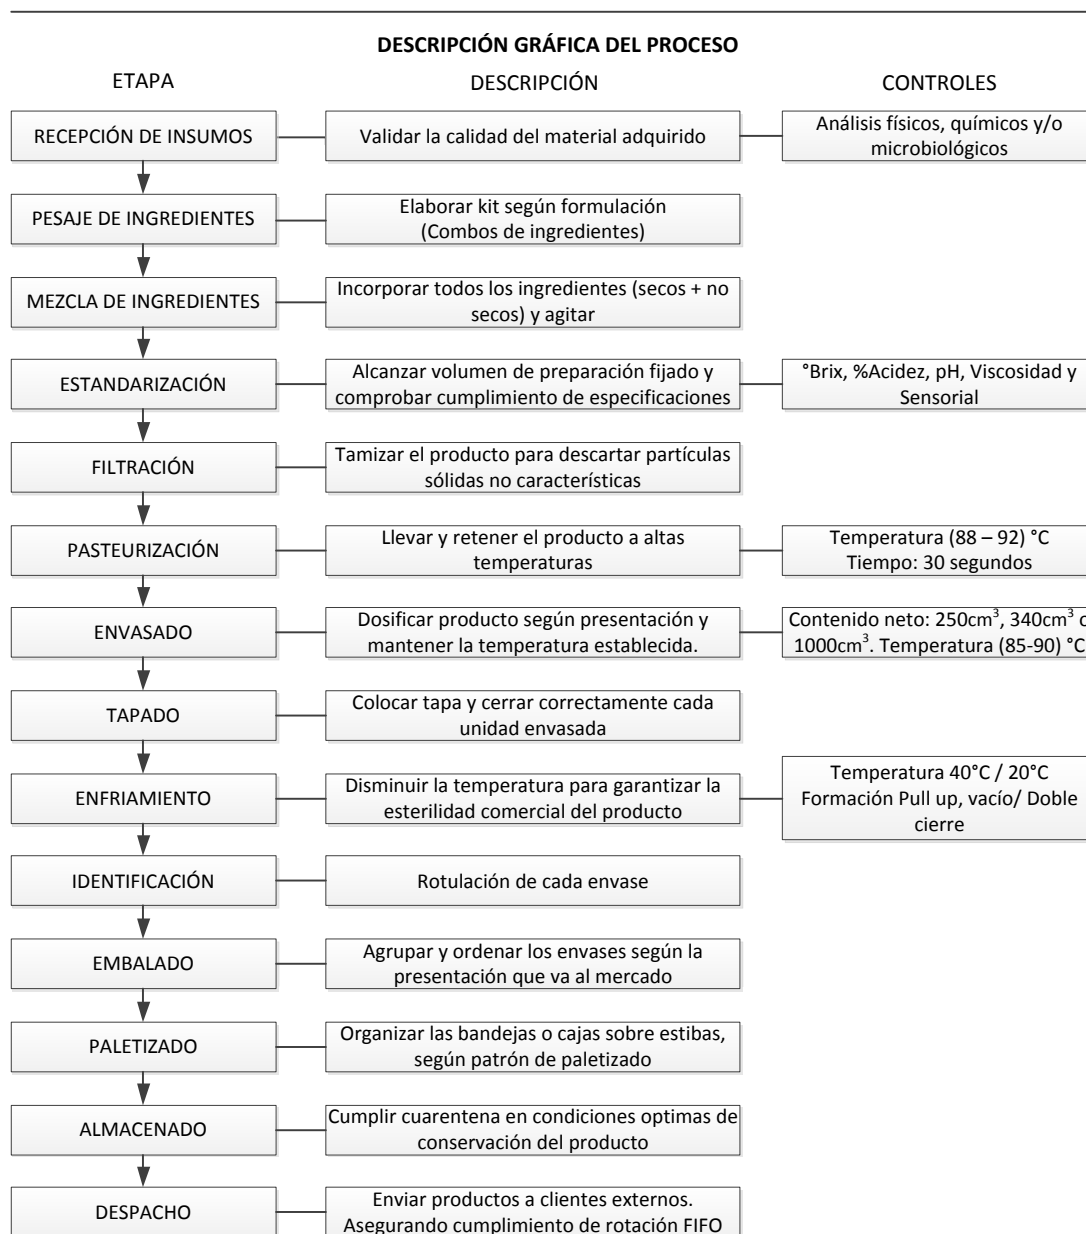 DESCRIPCIÓN GRÁFICA DEL PROCESO
ETAPA
DESCRIPCIÓN
CONTROLES
RECEPCIÓN DE INSUMOS
Validar la calidad del material adquirido
Análisis físicos, químicos y/o
microbiológicos
PESAJE DE INGREDIENTES
Elaborar kit según formulación
(Combos de ingredientes)
MEZCLA DE INGREDIENTES
Incorporar todos los ingredientes (secos + no
secos) y agitar
ESTANDARIZACIÓN
Alcanzar volumen de preparación fijado y
comprobar cumplimiento de especificaciones
°Brix, %Acidez, pH, Viscosidad y
Sensorial
FILTRACIÓN
Tamizar el producto para descartar partículas
sólidas no características
PASTEURIZACIÓN
Llevar y retener el producto a altas
temperaturas
Temperatura (88 – 92) °C
Tiempo: 30 segundos
ENVASADO
Dosificar producto según presentación y
mantener la temperatura establecida.
Contenido neto: 250cm³, 340cm³
1000cm³. Temperatura (85-90) °C
TAPADO
Colocar tapa y cerrar correctamente cada
unidad envasada
ENFRIAMIENTO
Disminuir la temperatura para garantizar la
esterilidad comercial del producto
Temperatura 40°C / 20°C
Formación Pull up, vacío/ Doble
cierre
IDENTIFICACIÓN
Rotulación de cada envase
EMBALADO
Agrupar y ordenar los envases según la
presentación que va al mercado
PALETIZADO
Organizar las bandejas o cajas sobre estibas,
según patrón de paletizado
ALMACENADO
Cumplir cuarentena en condiciones optimas de
conservación del producto
DESPACHO
Enviar productos a clientes externos.
Asegurando cumplimiento de rotación FIFO